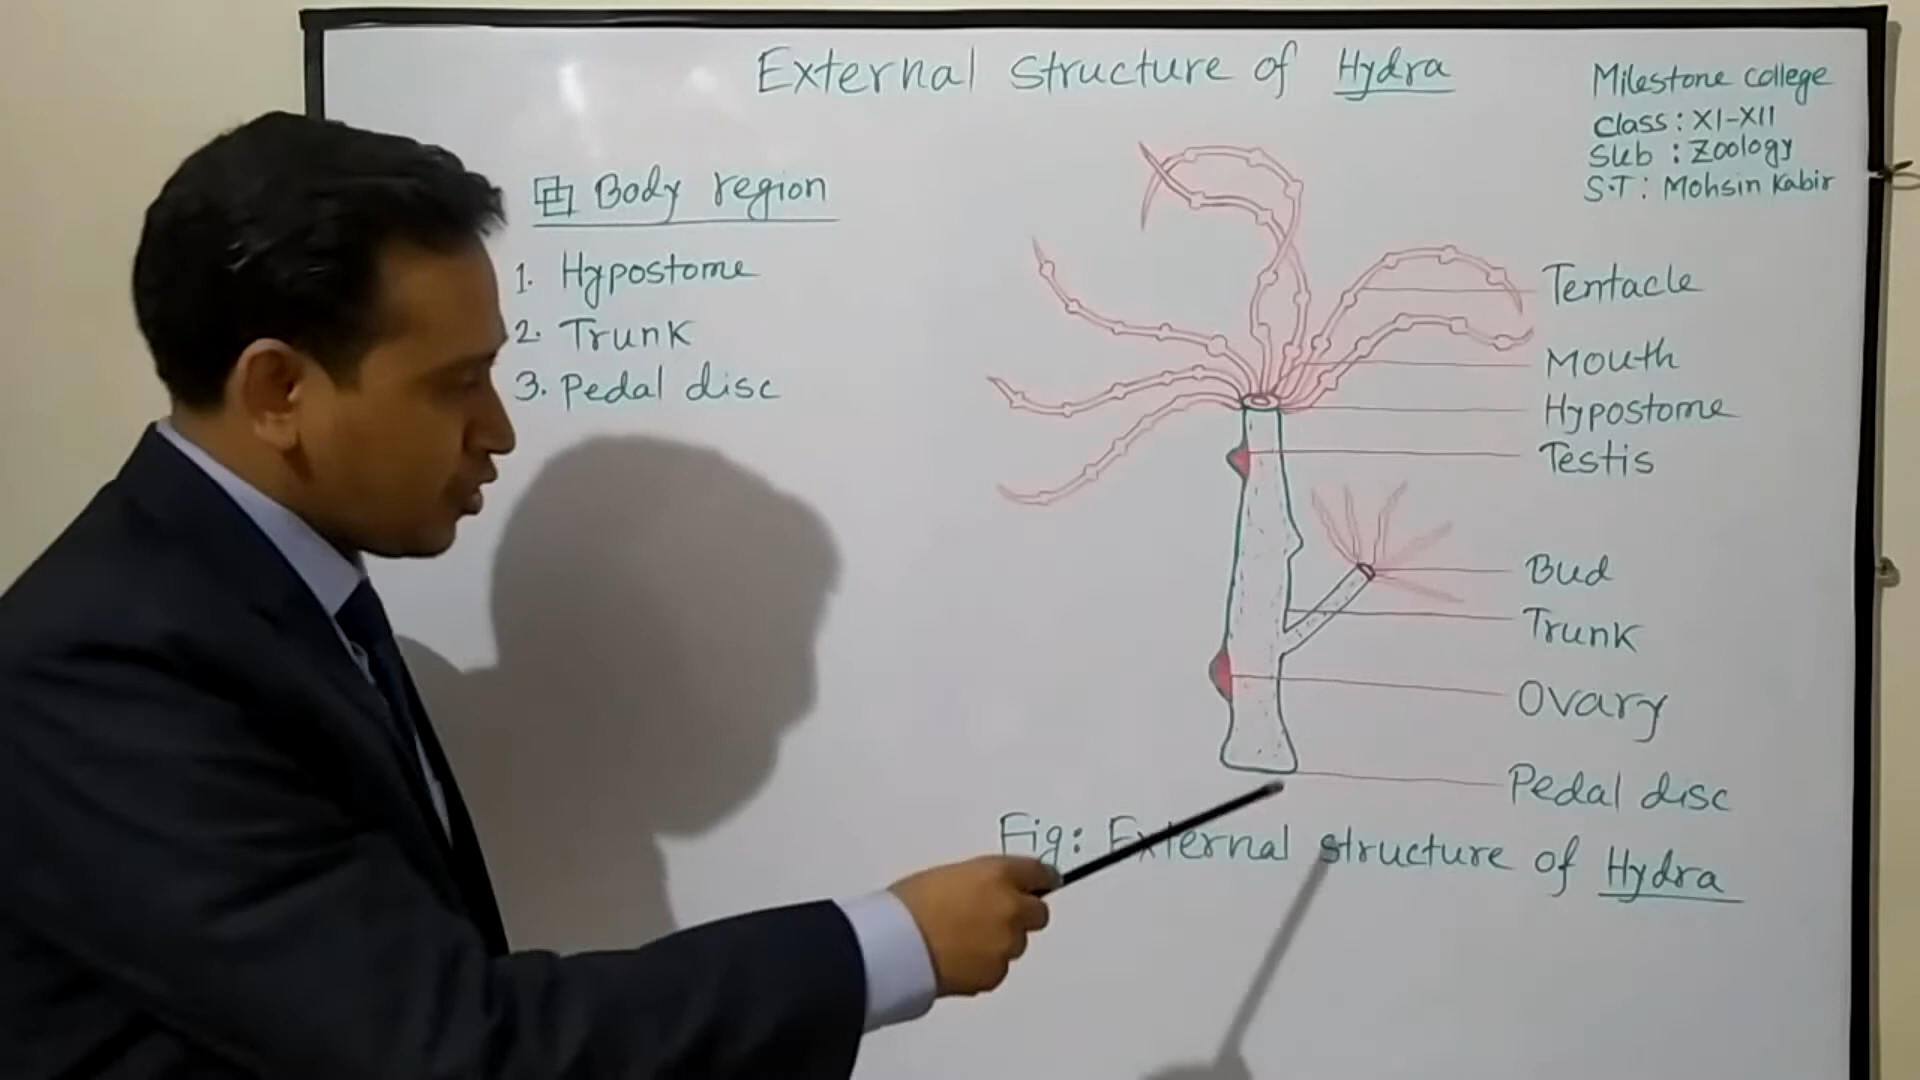 External structure of Hydra
Milestone college
Class: XI-XII
Sub : Zoology
S.T: Mohsin Kabir
Body region
1. Hypostome
2. Trunk
3. Pedal disc
Tentacle
Mouth
Hypostome
Testis
Bud
Trunk
Ovary
Pedal disc
Fig: External structure of Hydra